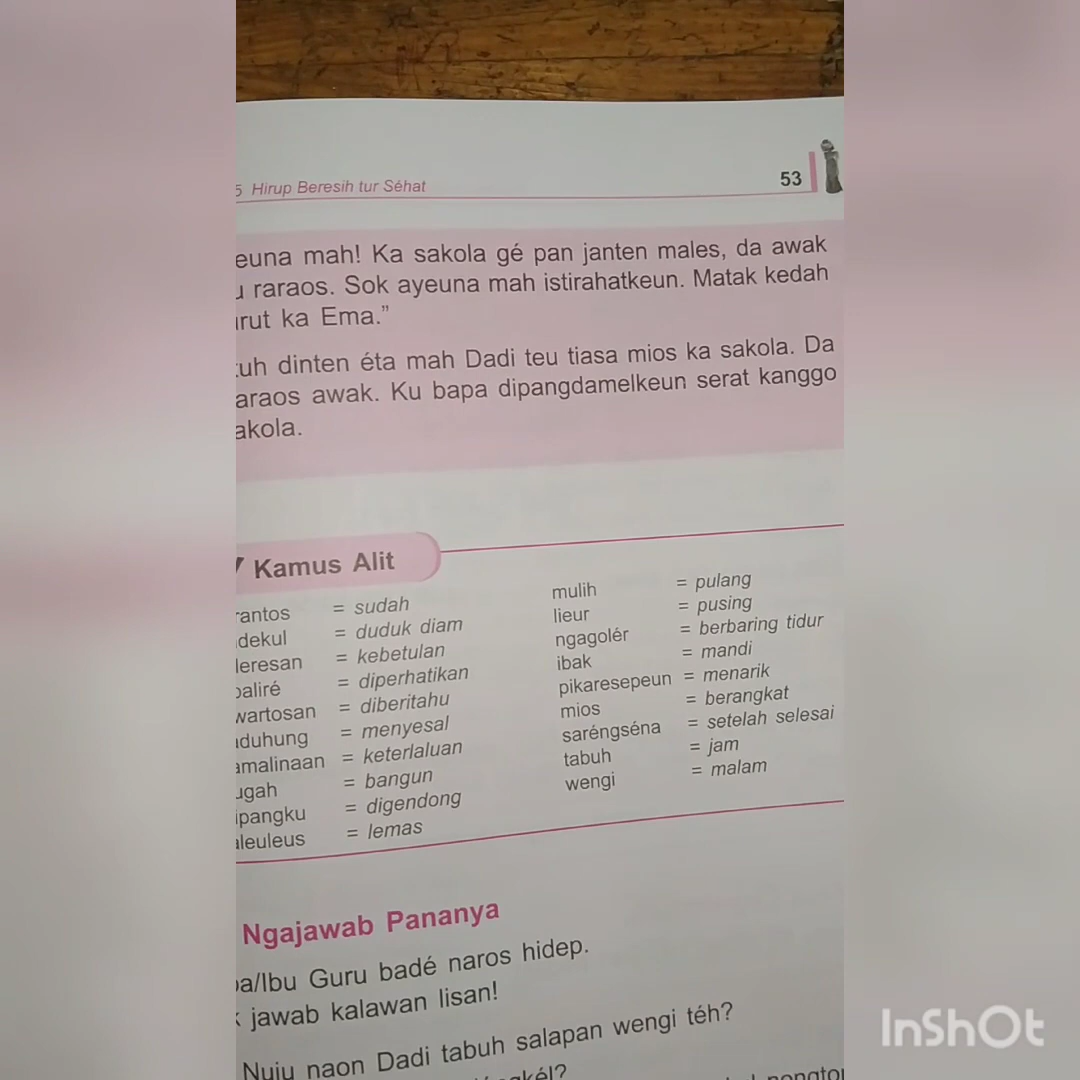 5 Hirup Beresih tur Séhat
53
euna mah! Ka sakola gé pan janten males, da awak
raraos. Sok ayeuna mah istirahatkeun. Matak kedah
urut ka Ema.”
tuh dinten éta mah Dadi teu tiasa mios ka sakola. Da
araos awak. Ku bapa dipangdamelkeun serat kanggo
akola.
Kamus Alit
rantos = sudah
dekul = duduk diam
leresan = kebetulan
paliré = diperhatikan
wartosan = diberitahu
aduhung = menyesal
amalinaan = keterlaluan
ugah = bangun
ipangku = digendong
aleuleus = lemas
mulih = pulang
lieur = pusing
ngagolér = berbaring tidur
ibak = mandi
pikaresepeun = menarik
mios = berangkat
saréngséna = setelah selesai
tabuh = jam
wengi = malam
Ngajawab Pananya
pa/Ibu Guru badé naros hidep.
k jawab kalawan lisan!
Nuju naon Dadi tabuh salapan wengi téh?
InShOt